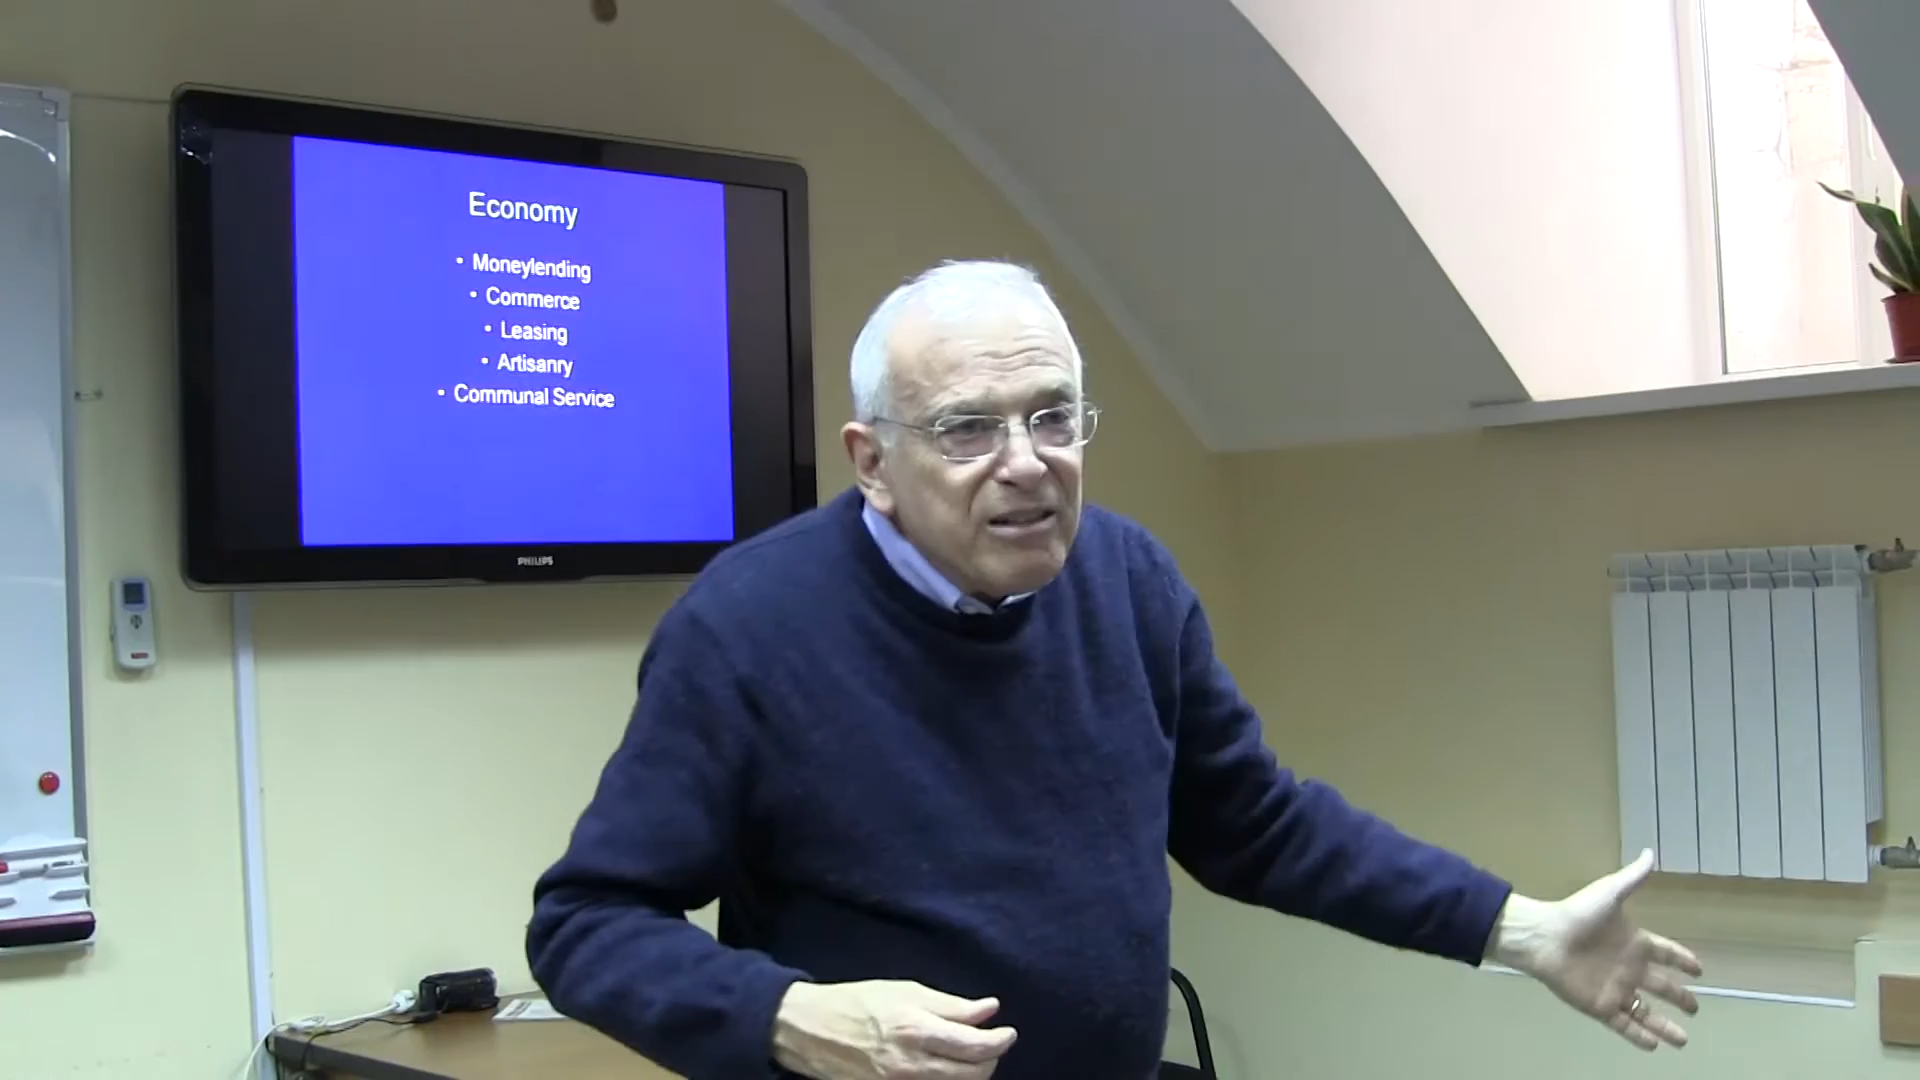 Economy
• Moneylending
• Commerce
• Leasing
• Artisanry
• Communal Service
PHILIPS